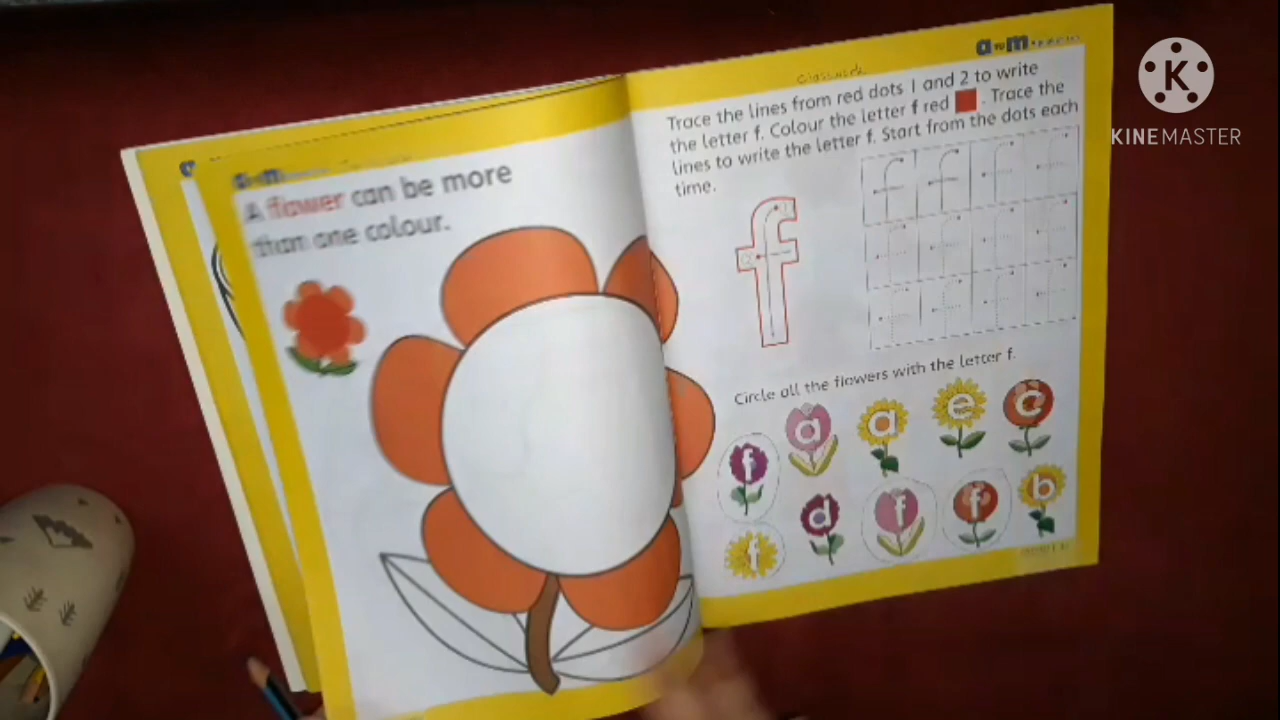 A flower can be more
than one colour.
a to m
Classwork
Trace the lines from red dots 1 and 2 to write
the letter f. Colour the letter f red . Trace the
lines to write the letter f. Start from the dots each
time.
f
f f f f
Circle all the flowers with the letter f.
f a a e c
f d f f b
K
KINEMASTER